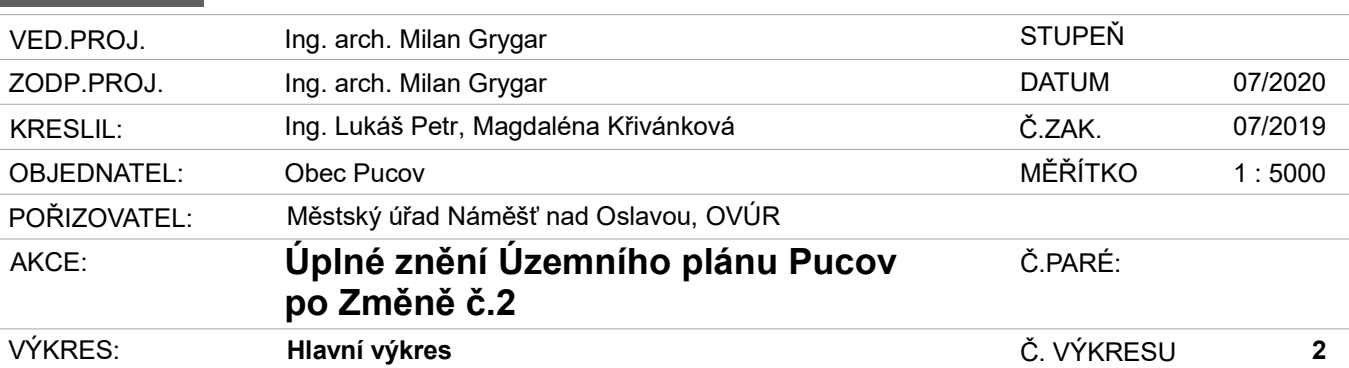 VED.PROJ. Ing. arch. Milan Grygar STUPEŇ
ZODP.PROJ. Ing. arch. Milan Grygar DATUM 07/2020
KRESLIL: Ing. Lukáš Petr, Magdaléna Křivánková Č.ZAK. 07/2019
OBJEDNATEL: Obec Pucov MĚŘÍTKO 1 : 5000
POŘIZOVATEL: Městský úřad Náměšť nad Oslavou, OVÚR
AKCE: Úplné znění Územního plánu Pucov Č.PARÉ:
po Změně č.2
VÝKRES: Hlavní výkres Č. VÝKRESU 2